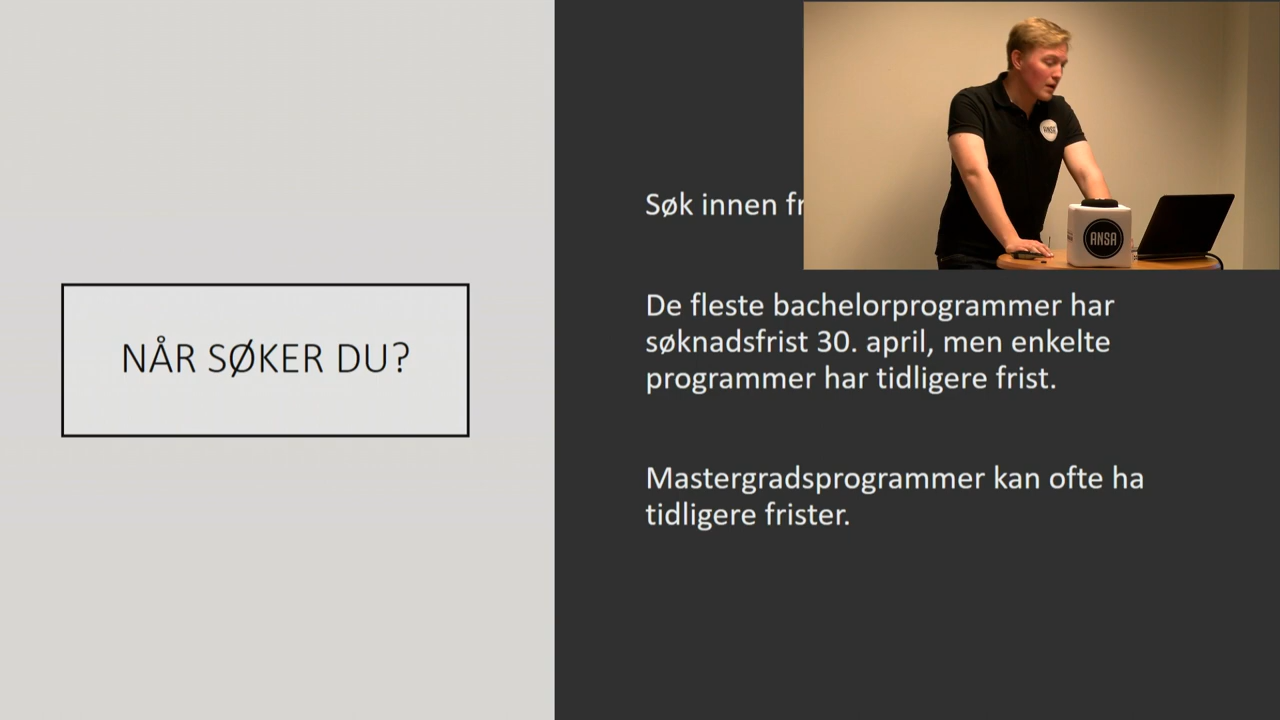 NÅR SØKER DU?
Søk innen
De fleste bachelorprogrammer har
søknadsfrist 30. april, men enkelte
programmer har tidligere frist.
Mastergradsprogrammer kan ofte ha
tidligere frister.
ANSA
ANSA